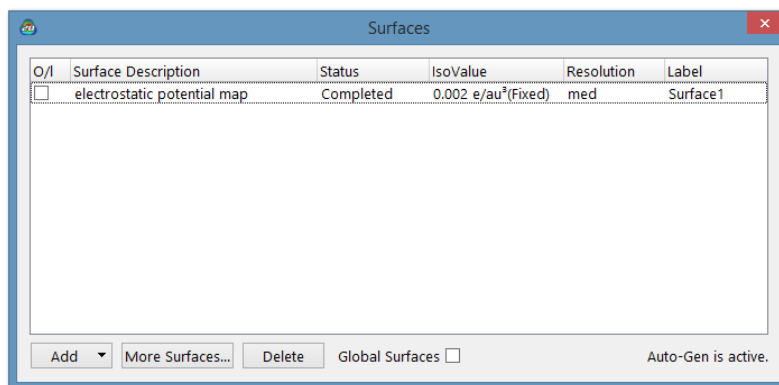 Surfaces
O/I Surface Description Status IsoValue Resolution Label
electrostatic potential map Completed 0.002 e/au³(Fixed) med Surface1
Add More Surfaces... Delete Global Surfaces Auto-Gen is active.